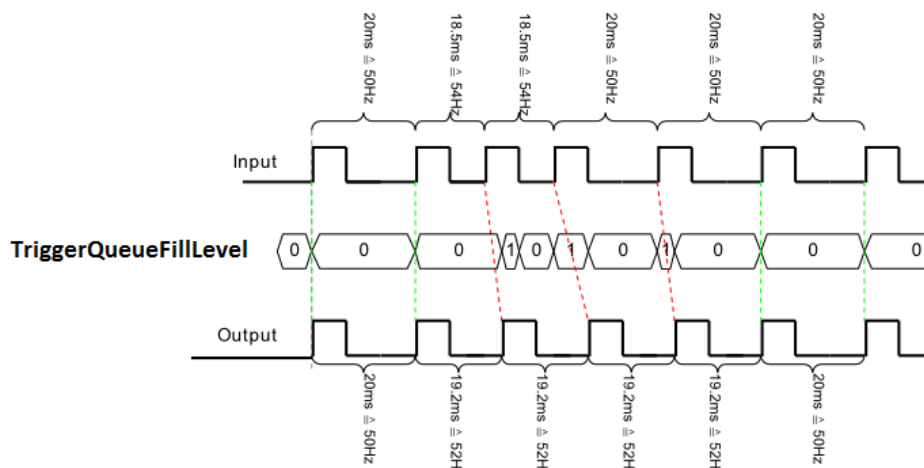 20ms ≙ 50Hz
18.5ms ≙ 54Hz
18.5ms ≙ 54Hz
20ms ≙ 50Hz
20ms ≙ 50Hz
20ms ≙ 50Hz
Input
TriggerQueueFillLevel
0 0 0 1 0 1 0 1 0 0 0
Output
20ms ≙ 50Hz
19.2ms ≙ 52H
19.2ms ≙ 52H
19.2ms ≙ 52H
19.2ms ≙ 52H
20ms ≙ 50Hz